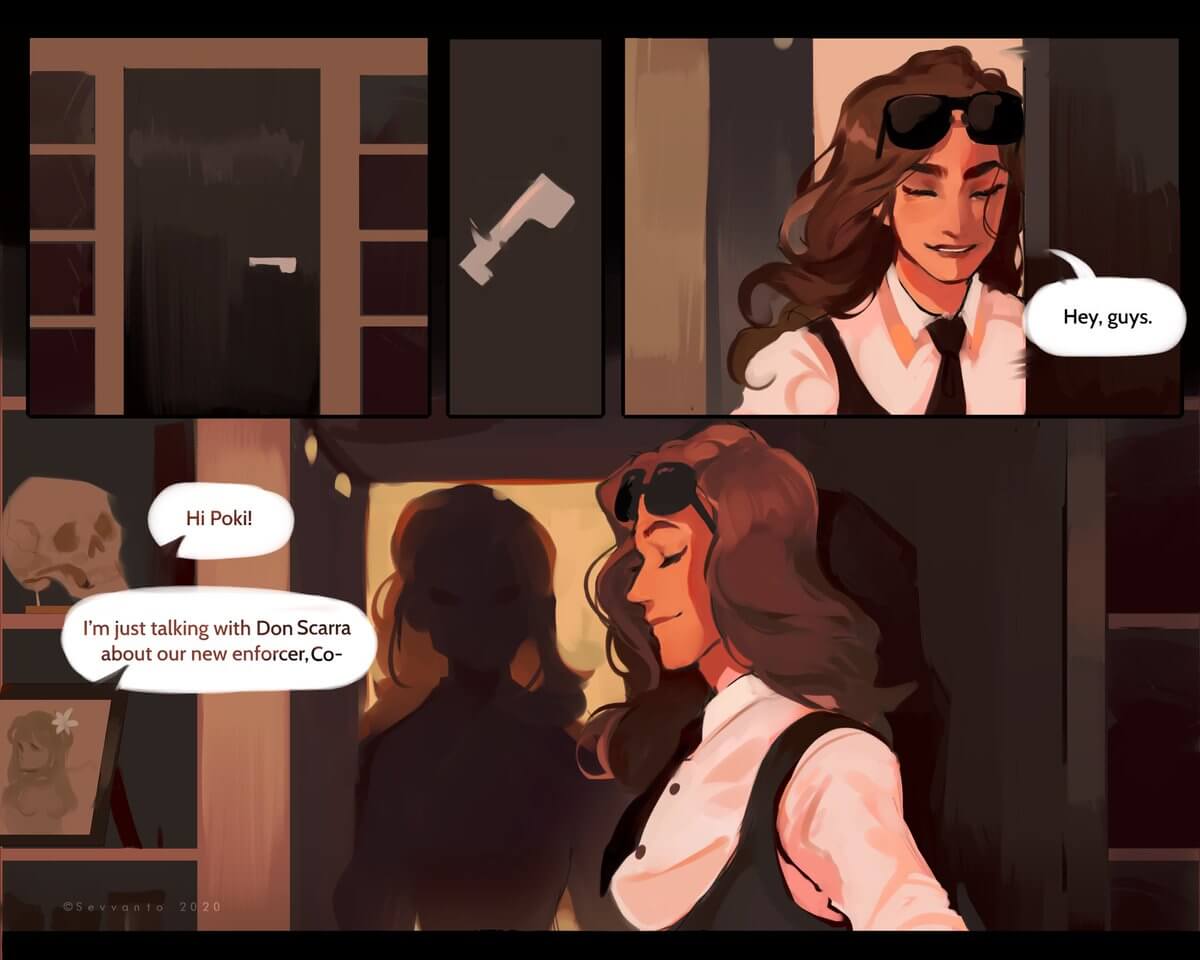 Hey, guys.
Hi Poki!
I'm just talking with Don Scarra
about our new enforcer, Co-
©Sevvanto 2020